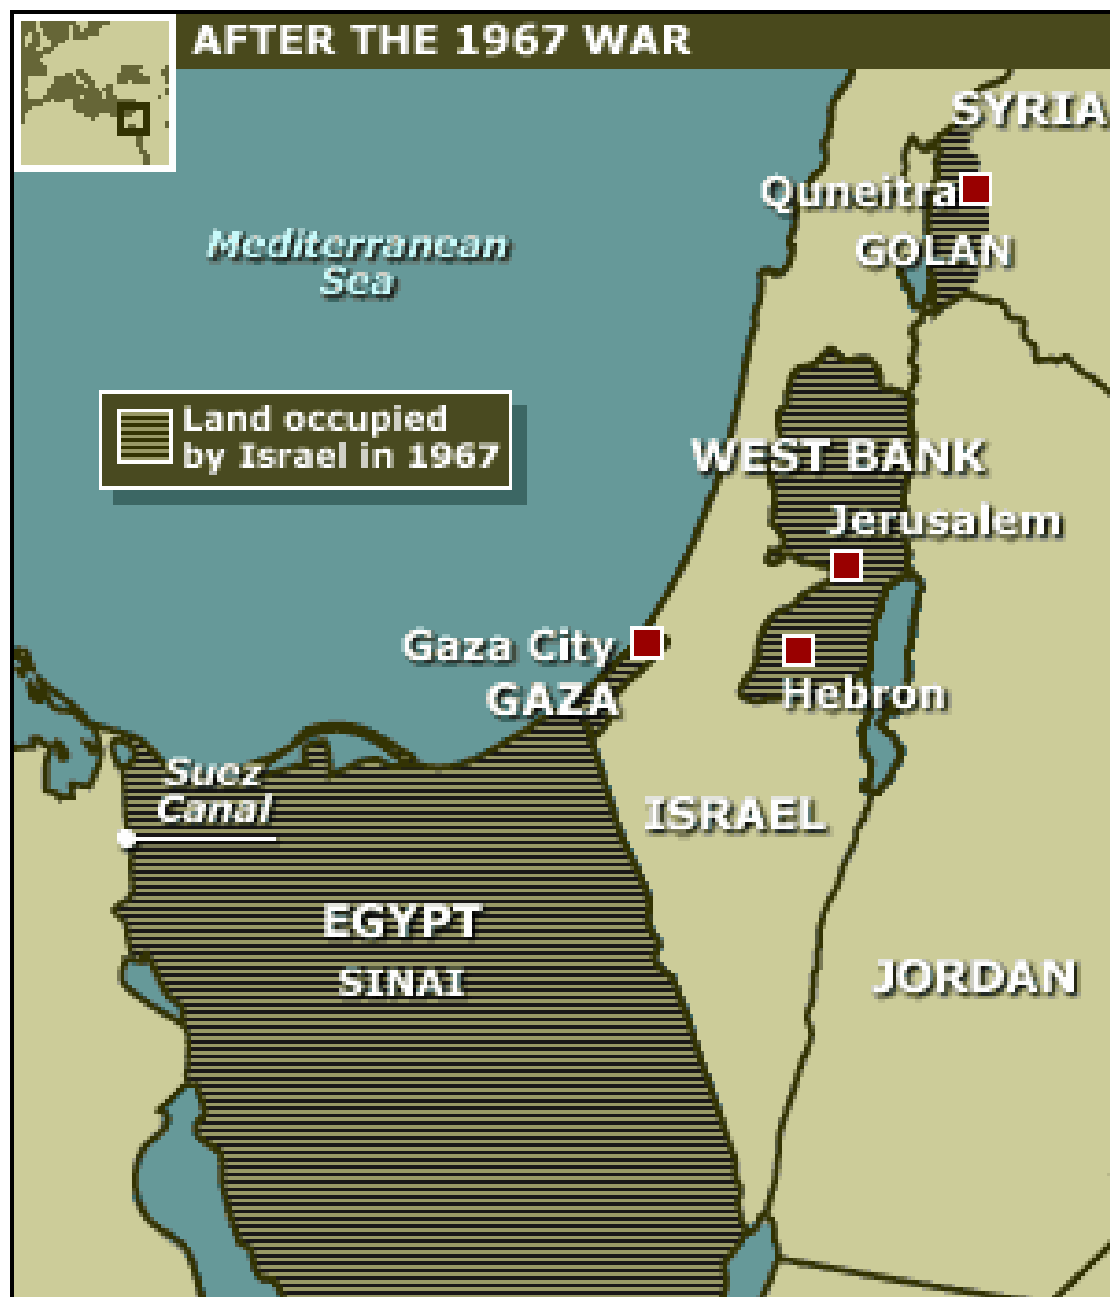 AFTER THE 1967 WAR
SYRIA
Quneitra
Mediterranean
Sea
GOLAN
Land occupied
by Israel in 1967
WEST BANK
Jerusalem
Gaza City
GAZA
Hebron
Suez
Canal
ISRAEL
EGYPT
SINAI
JORDAN